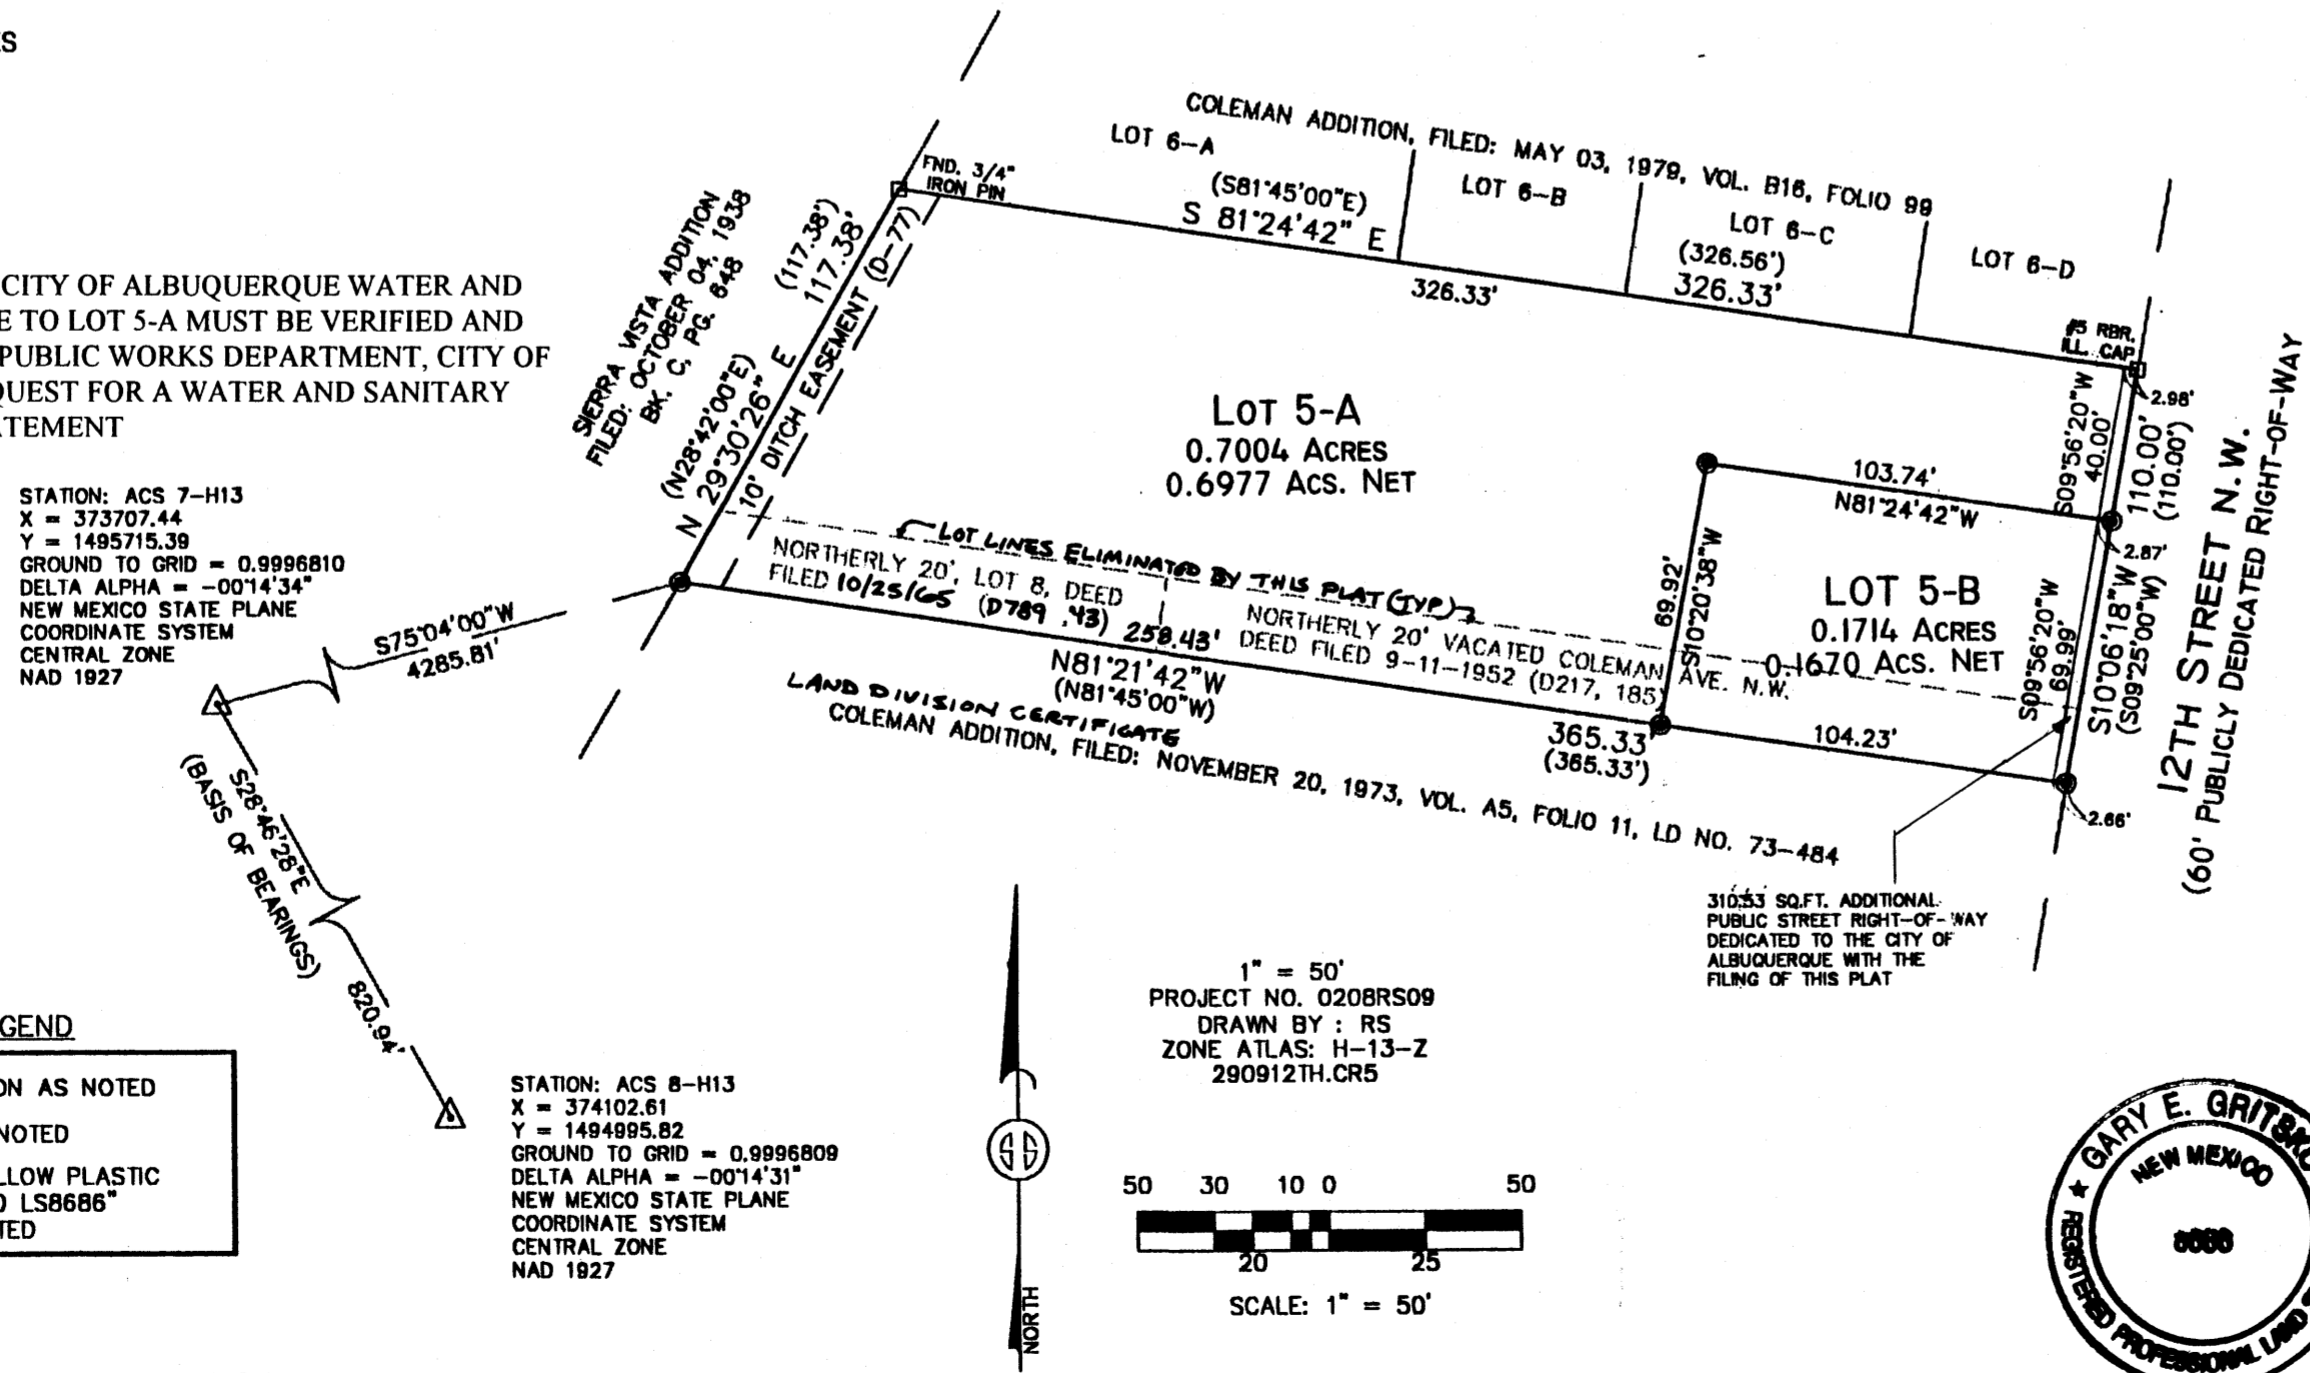 CITY OF ALBUQUERQUE WATER AND
E TO LOT 5-A MUST BE VERIFIED AND
PUBLIC WORKS DEPARTMENT, CITY OF
QUEST FOR A WATER AND SANITARY
ATEMENT
STATION: ACS 7-H13
X = 373707.44
Y = 1495715.39
GROUND TO GRID = 0.9996810
DELTA ALPHA = -00°14'34"
NEW MEXICO STATE PLANE
COORDINATE SYSTEM
CENTRAL ZONE
NAD 1927
S75°04'00"W
4285.81'
S28°46'28"E
(BASIS OF BEARINGS)
820.94'
GEND
ON AS NOTED
NOTED
LLOW PLASTIC
D LS8686"
TED
STATION: ACS 8-H13
X = 374102.61
Y = 1494995.82
GROUND TO GRID = 0.9996809
DELTA ALPHA = -00°14'31"
NEW MEXICO STATE PLANE
COORDINATE SYSTEM
CENTRAL ZONE
NAD 1927
SIERRA VISTA ADDITION
FILED: OCTOBER 04, 1938
BK. C, PG. 648
(117.38')
117.38'
(N28°42'00"E)
N 29°30'26" E
10' DITCH EASEMENT (D-77)
FND. 3/4"
IRON PIN
COLEMAN ADDITION, FILED: MAY 03, 1979, VOL. B16, FOLIO 99
LOT 6-A
LOT 6-B
LOT 6-C
LOT 6-D
(S81°45'00"E)
S 81°24'42" E
326.33'
(326.56')
326.33'
#5 RBR.
ILL. CAP
2.98'
S09°56'20"W
40.00'
110.00'
(110.00')
LOT 5-A
0.7004 ACRES
0.6977 ACS. NET
103.74'
N81°24'42"W
2.87'
69.92'
S10°20'38"W
LOT 5-B
0.1714 ACRES
0.1670 ACS. NET
S09°56'20"W
69.99'
S10°06'18"W
(S09°25'00"W)
12TH STREET N.W.
(60' PUBLICLY DEDICATED RIGHT-OF-WAY
LOT LINES ELIMINATED BY THIS PLAT (TYP)
NORTHERLY 20', LOT 8, DEED
FILED 10/25/65 (D789 ,43)
258.43'
NORTHERLY 20' VACATED COLEMAN AVE. N.W.
DEED FILED 9-11-1952 (D217, 185)
N81°21'42"W
(N81°45'00"W)
365.33'
(365.33')
104.23'
2.66'
LAND DIVISION CERTIFICATE
COLEMAN ADDITION, FILED: NOVEMBER 20, 1973, VOL. A5, FOLIO 11, LD NO. 73-484
310.53 SQ.FT. ADDITIONAL
PUBLIC STREET RIGHT-OF-WAY
DEDICATED TO THE CITY OF
ALBUQUERQUE WITH THE
FILING OF THIS PLAT
1" = 50'
PROJECT NO. 0208RS09
DRAWN BY : RS
ZONE ATLAS: H-13-Z
290912TH.CR5
NORTH
50 30 10 0 50
20 25
SCALE: 1" = 50'
GARY E.
NEW MEXICO
8686
REGISTERED PROFESSIONAL LAND